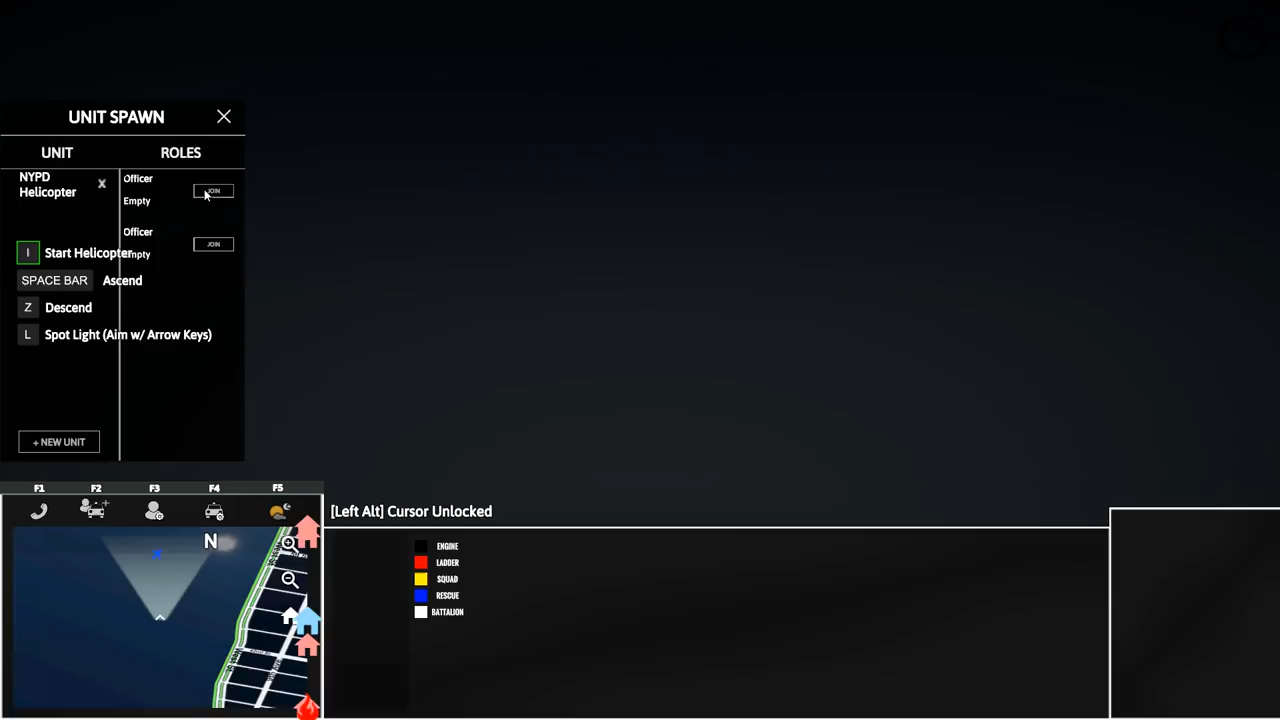 UNIT SPAWN
UNIT
ROLES
NYPD
Helicopter
X
Officer
JOIN
Empty
Officer
JOIN
Empty
I Start Helicopter
SPACE BAR Ascend
Z Descend
L Spot Light (Aim w/ Arrow Keys)
+ NEW UNIT
F1 F2 F3 F4 F5
[Left Alt] Cursor Unlocked
N
ENGINE
LADDER
SQUAD
RESCUE
BATTALION